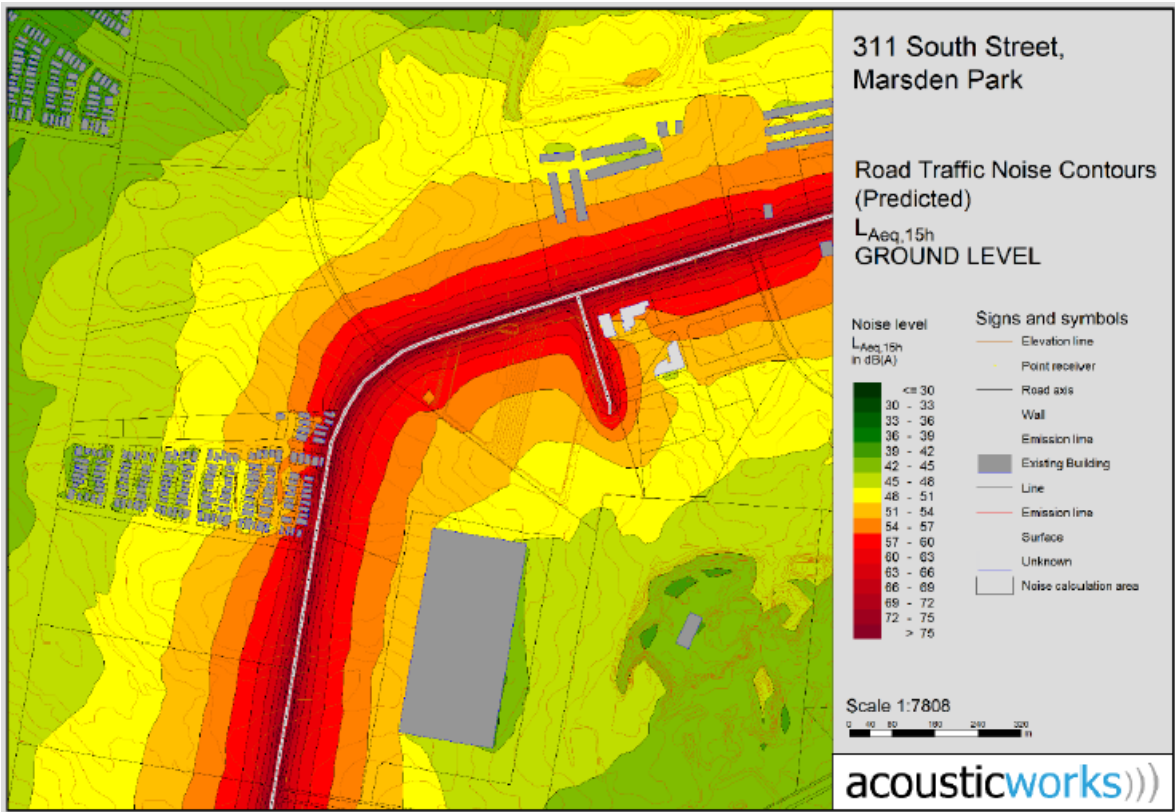 311 South Street,
Marsden Park
Road Traffic Noise Contours
(Predicted)
LAeq,15h
GROUND LEVEL
Noise level
LAeq,15h
in dB(A)
<= 30
30 - 33
33 - 36
36 - 39
39 - 42
42 - 45
45 - 48
48 - 51
51 - 54
54 - 57
57 - 60
60 - 63
63 - 66
66 - 69
69 - 72
72 - 75
> 75
Signs and symbols
Elevation line
Point receiver
Road axis
Wall
Emission line
Existing Building
Line
Emission line
Surface
Unknown
Noise calculation area
Scale 1:7808
0 40 80 160 240 320
m
acousticworks)))